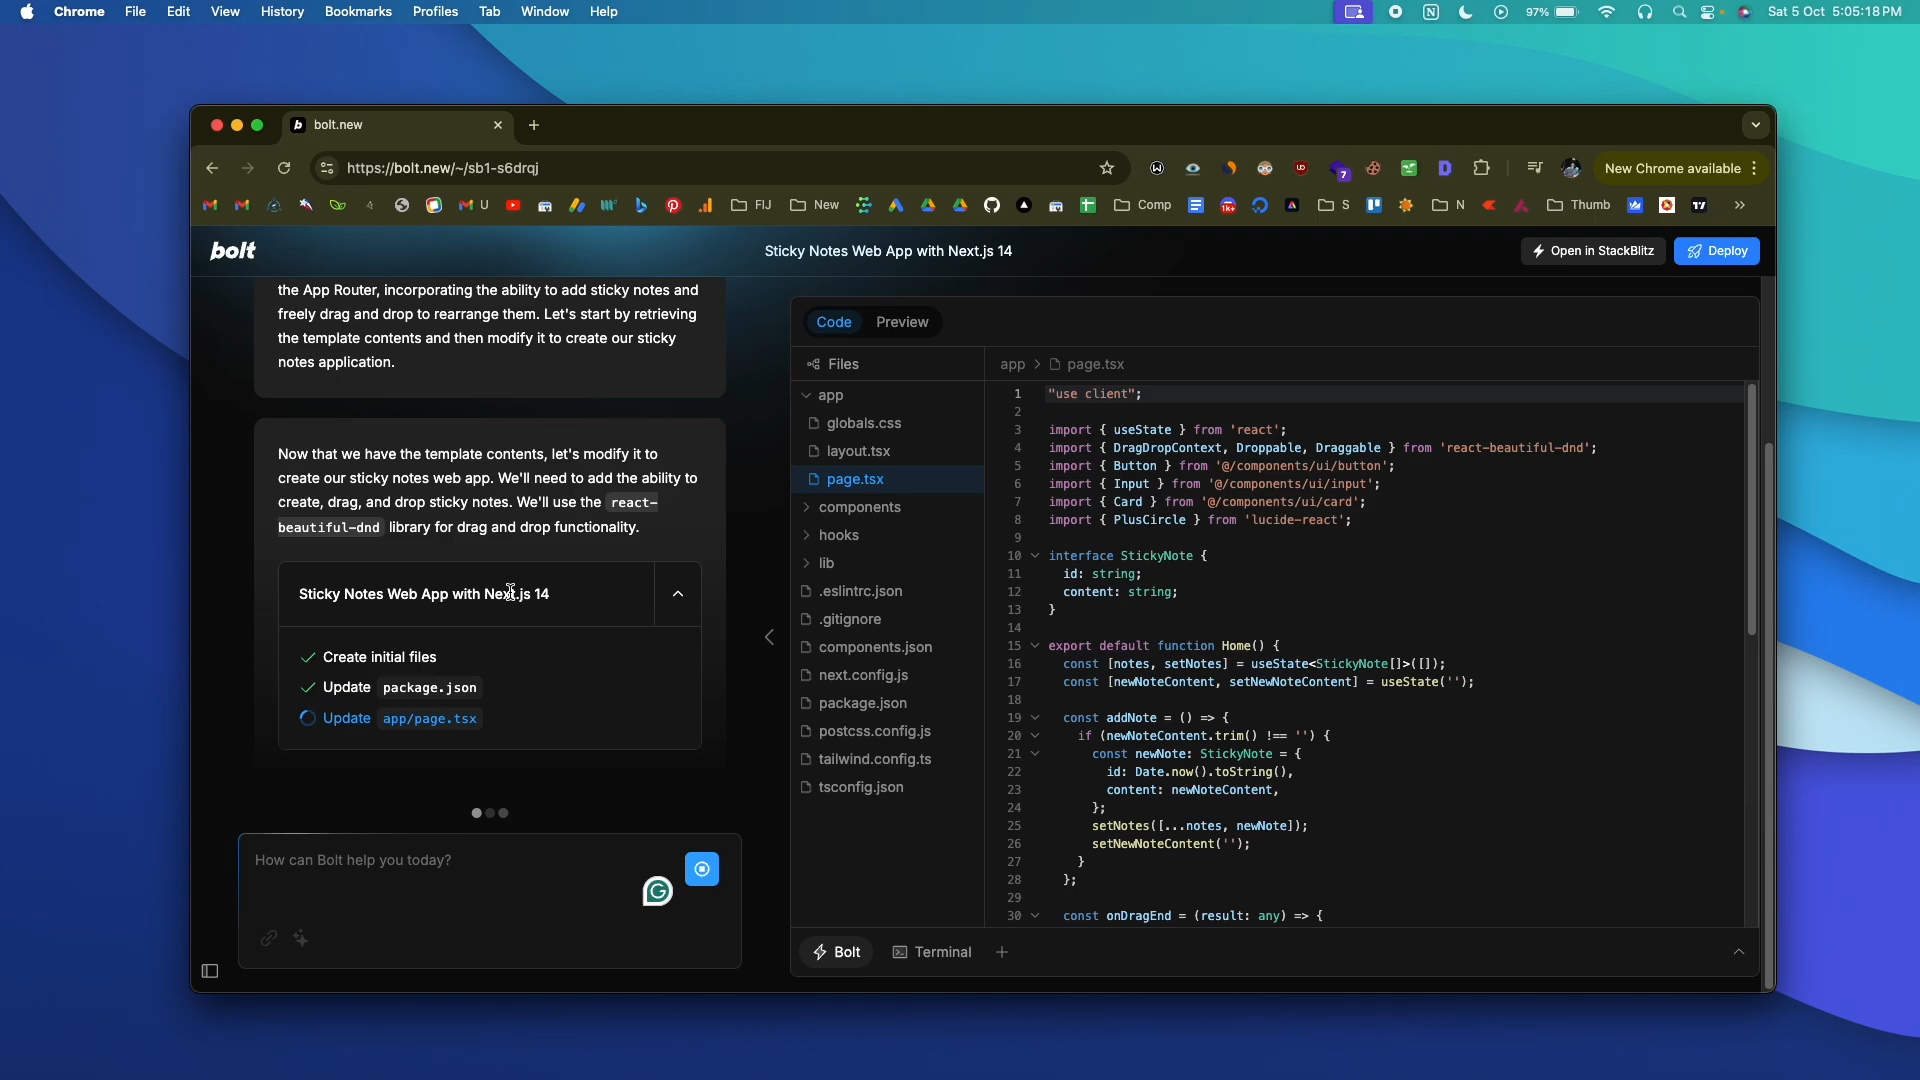 Chrome File Edit View History Bookmarks Profiles Tab Window Help
97% Sat 5 Oct 5:05:18 PM
bolt.new
https://bolt.new/~/sb1-s6drqj
7
New Chrome available
U
FIJ
New
Comp
1k+
S
N
Thumb
bolt
Sticky Notes Web App with Next.js 14
Open in StackBlitz
Deploy
the App Router, incorporating the ability to add sticky notes and
freely drag and drop to rearrange them. Let's start by retrieving
the template contents and then modify it to create our sticky
notes application.
Now that we have the template contents, let's modify it to
create our sticky notes web app. We'll need to add the ability to
create, drag, and drop sticky notes. We'll use the react-
beautiful-dnd library for drag and drop functionality.
Sticky Notes Web App with Next.js 14
Create initial files
Update package.json
Update app/page.tsx
How can Bolt help you today?
Code Preview
Files
app
globals.css
layout.tsx
page.tsx
components
hooks
lib
.eslintrc.json
.gitignore
components.json
next.config.js
package.json
postcss.config.js
tailwind.config.ts
tsconfig.json
app > page.tsx
1 "use client";
2
3 import { useState } from 'react';
4 import { DragDropContext, Droppable, Draggable } from 'react-beautiful-dnd';
5 import { Button } from '@/components/ui/button';
6 import { Input } from '@/components/ui/input';
7 import { Card } from '@/components/ui/card';
8 import { PlusCircle } from 'lucide-react';
9
10 interface StickyNote {
11 id: string;
12 content: string;
13 }
14
15 export default function Home() {
16 const [notes, setNotes] = useState<StickyNote[]>([]);
17 const [newNoteContent, setNewNoteContent] = useState('');
18
19 const addNote = () => {
20 if (newNoteContent.trim() !== '') {
21 const newNote: StickyNote = {
22 id: Date.now().toString(),
23 content: newNoteContent,
24 };
25 setNotes([...notes, newNote]);
26 setNewNoteContent('');
27 }
28 };
29
30 const onDragEnd = (result: any) => {
Bolt
Terminal